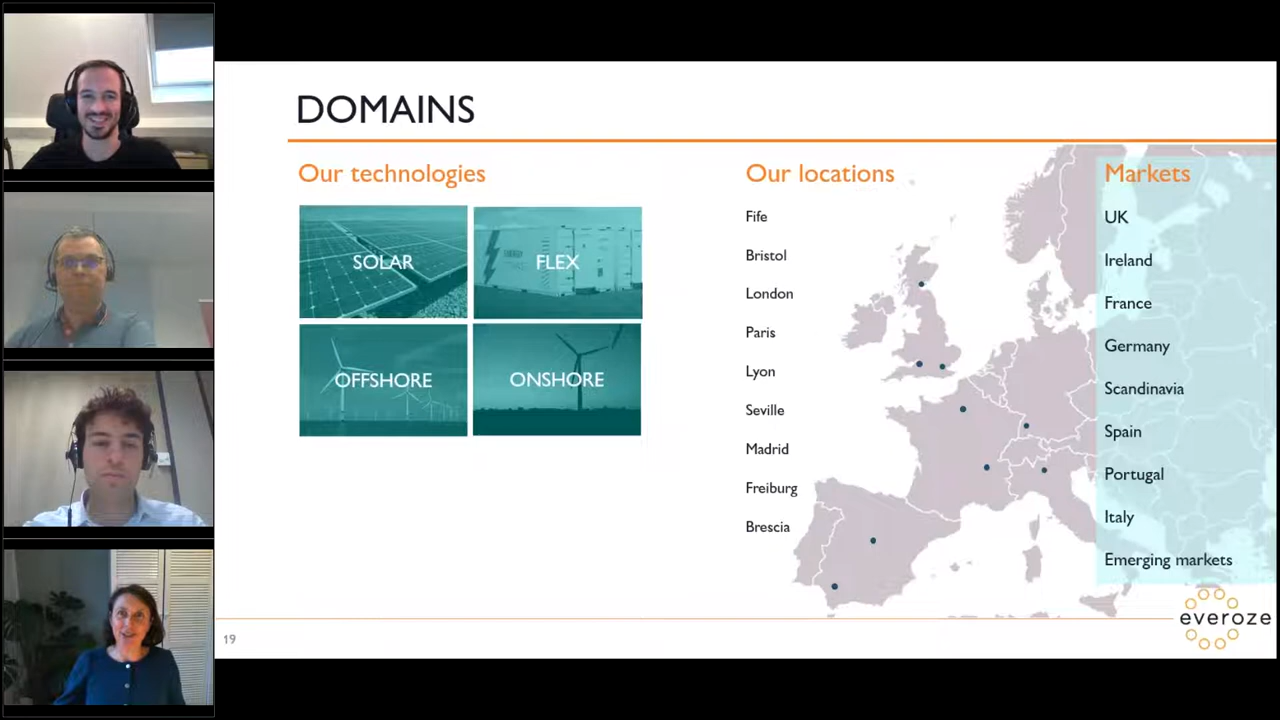 DOMAINS
Our technologies
SOLAR
FLEX
OFFSHORE
ONSHORE
Our locations
Fife
Bristol
London
Paris
Lyon
Seville
Madrid
Freiburg
Brescia
Markets
UK
Ireland
France
Germany
Scandinavia
Spain
Portugal
Italy
Emerging markets
19
everoze